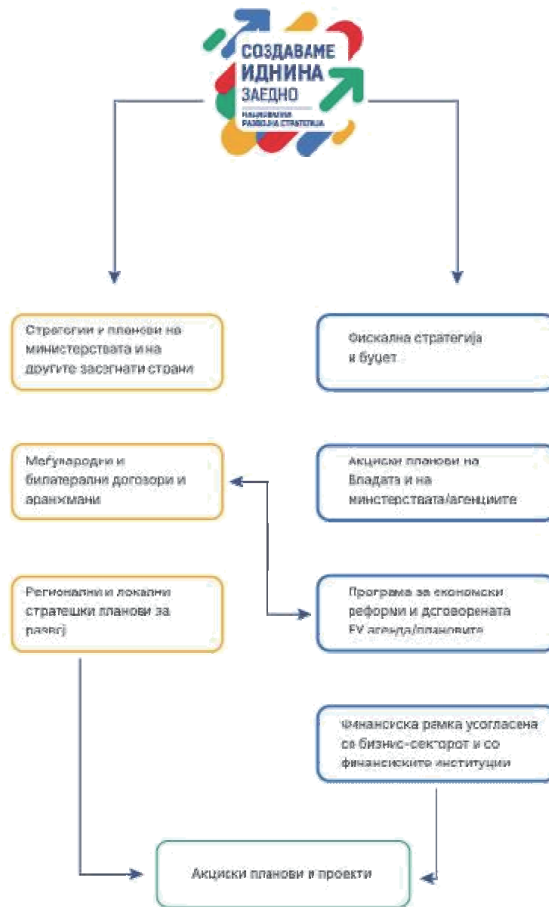 СОЗДАВАМЕ
ИДНИНА
ЗАЕДНО
НАЦИОНАЛНА
РАЗВОЈНА СТРАТЕГИЈА
Стратегии и планови на
министерствата и на
другите засегнати страни
Фискална стратегија
и буџет
Меѓународни и
билатерални договори и
аранжмани
Акциски планови на
Владата и на
минстерствата/агенциите
Регионални и локални
стратешки планови за
развој
Програма за економски
реформи и договорената
ЕУ агенда/плановите
Финансиска рамка усогласена
со бизнис-секторот и со
финансиските институции
Акциски планови и проекти